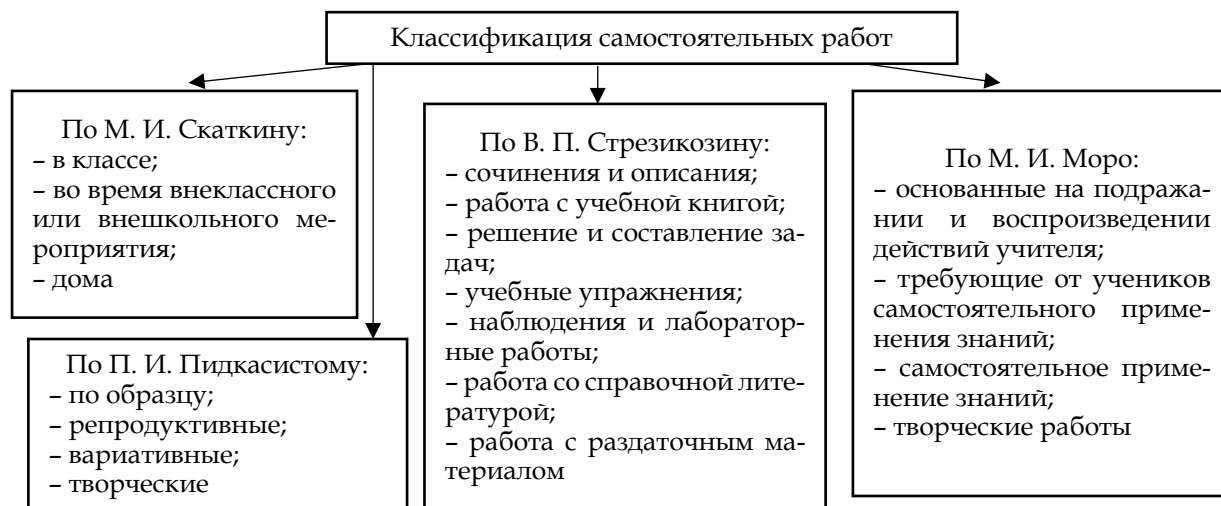 Классификация самостоятельных работ
По М. И. Скаткину:
– в классе;
– во время внеклассного
или внешкольного ме-
роприятия;
– дома
По П. И. Пидкасистому:
– по образцу;
– репродуктивные;
– вариативные;
– творческие
По В. П. Стрезикозину:
– сочинения и описания;
– работа с учебной книгой;
– решение и составление за-
дач;
– учебные упражнения;
– наблюдения и лаборатор-
ные работы;
– работа со справочной лите-
ратурой;
– работа с раздаточным ма-
териалом
По М. И. Моро:
– основанные на подража-
нии и воспроизведении
действий учителя;
– требующие от учеников
самостоятельного приме-
нения знаний;
– самостоятельное приме-
нение знаний;
– творческие работы